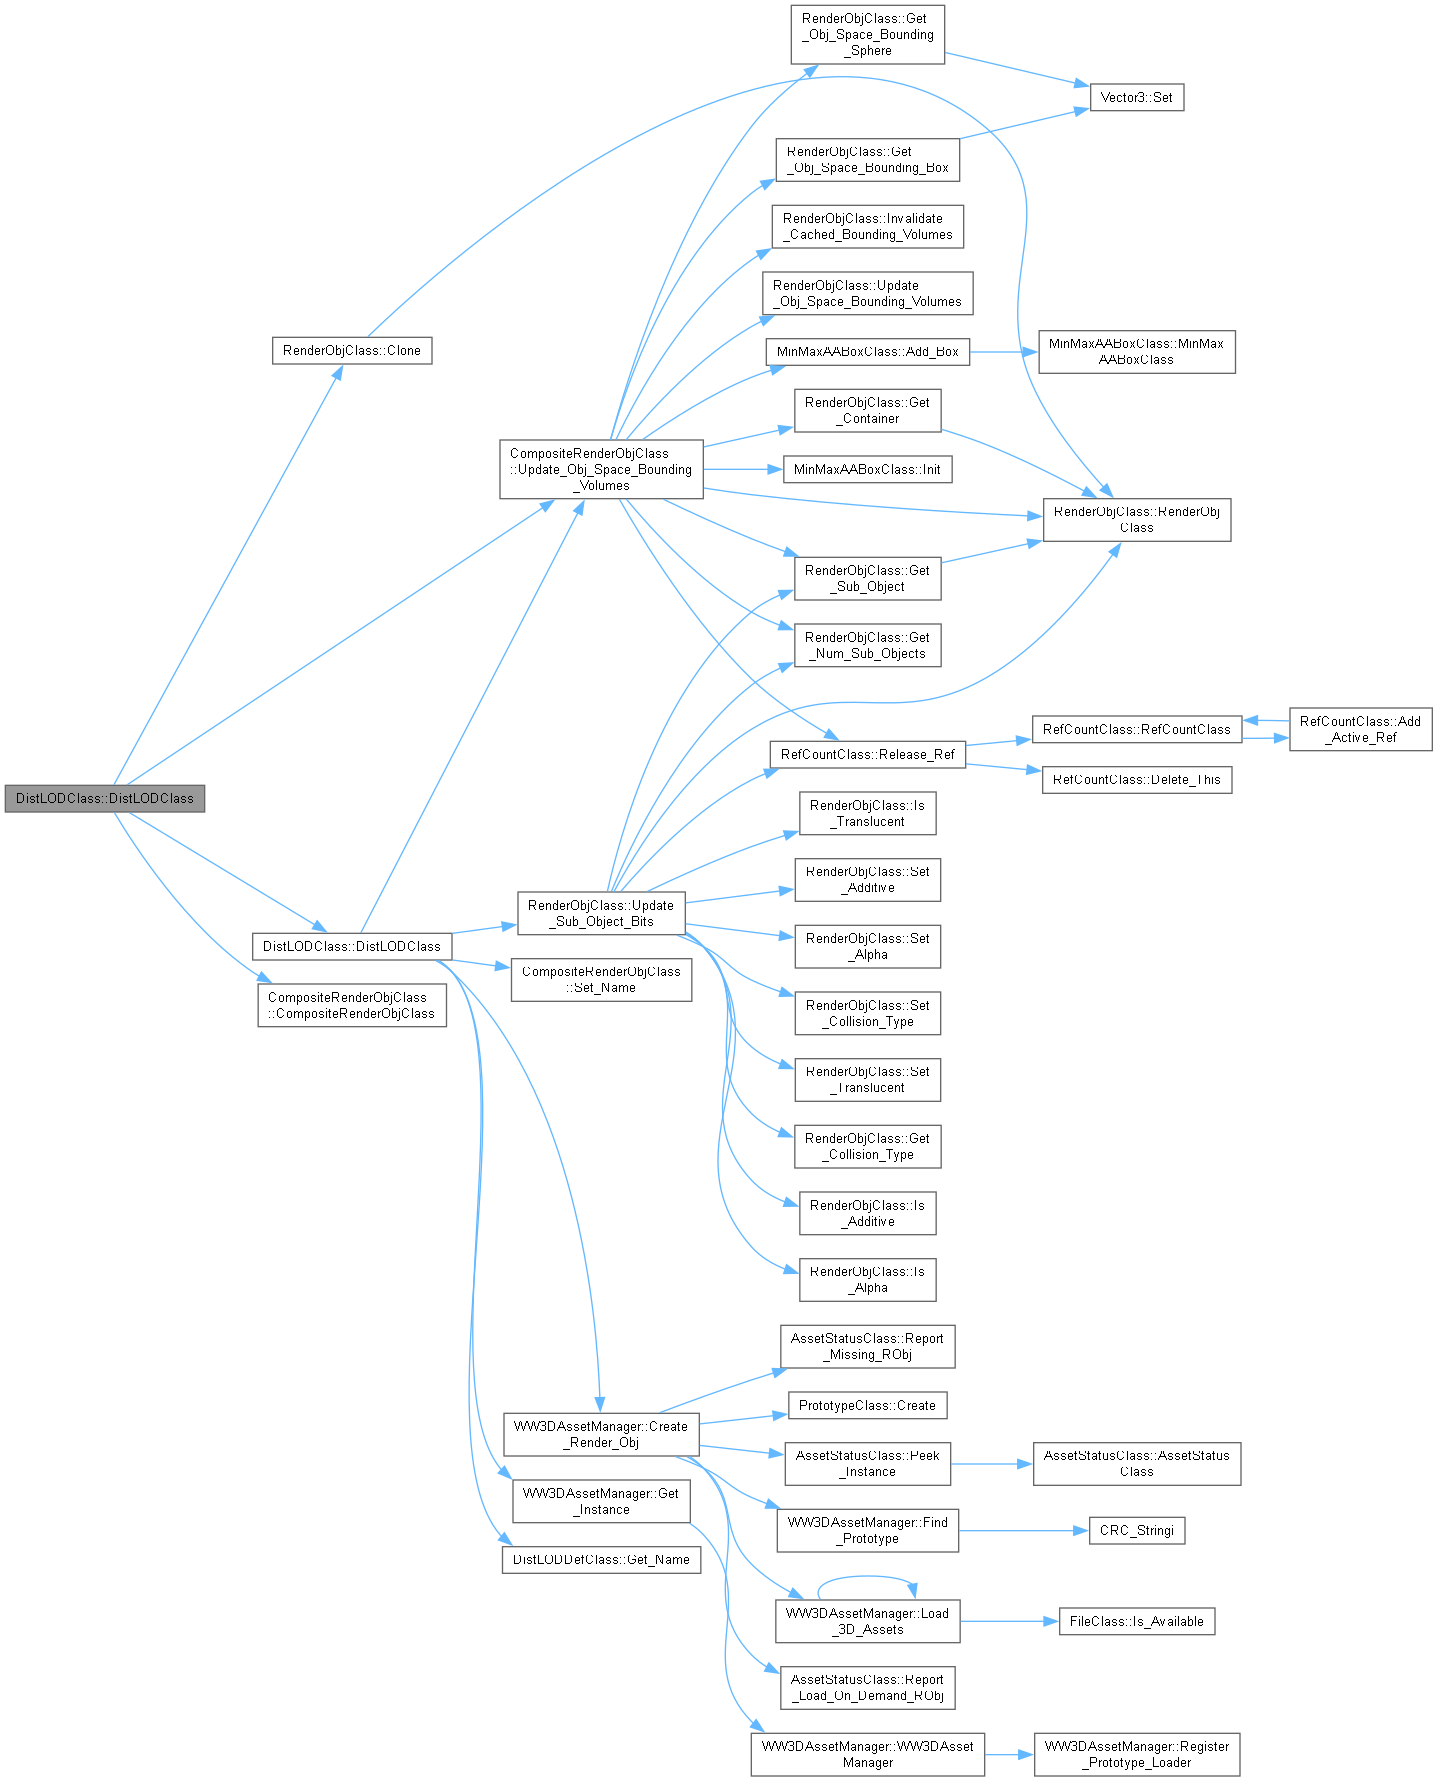 DistLODClass::DistLODClass
RenderObjClass::Clone
DistLODClass::DistLODClass
CompositeRenderObjClass
::CompositeRenderObjClass
CompositeRenderObjClass
::Update_Obj_Space_Bounding
_Volumes
RenderObjClass::Update
_Sub_Object_Bits
CompositeRenderObjClass
::Set_Name
WW3DAssetManager::Create
_Render_Obj
WW3DAssetManager::Get
_Instance
DistLODDefClass::Get_Name
RenderObjClass::Get
_Obj_Space_Bounding
_Sphere
RenderObjClass::Get
_Obj_Space_Bounding_Box
RenderObjClass::Invalidate
_Cached_Bounding_Volumes
RenderObjClass::Update
_Obj_Space_Bounding_Volumes
MinMaxAABoxClass::Add_Box
RenderObjClass::Get
_Container
MinMaxAABoxClass::Init
RenderObjClass::Get
_Sub_Object
RenderObjClass::Get
_Num_Sub_Objects
RefCountClass::Release_Ref
RenderObjClass::Is
_Translucent
RenderObjClass::Set
_Additive
RenderObjClass::Set
_Alpha
RenderObjClass::Set
_Collision_Type
RenderObjClass::Set
_Translucent
RenderObjClass::Get
_Collision_Type
RenderObjClass::Is
_Additive
RenderObjClass::Is
_Alpha
AssetStatusClass::Report
_Missing_RObj
PrototypeClass::Create
AssetStatusClass::Peek
_Instance
WW3DAssetManager::Find
_Prototype
WW3DAssetManager::Load
_3D_Assets
AssetStatusClass::Report
_Load_On_Demand_RObj
WW3DAssetManager::WW3DAsset
Manager
Vector3::Set
MinMaxAABoxClass::MinMax
AABoxClass
RenderObjClass::RenderObj
Class
RefCountClass::RefCountClass
RefCountClass::Delete_This
AssetStatusClass::AssetStatus
Class
CRC_Stringi
FileClass::Is_Available
WW3DAssetManager::Register
_Prototype_Loader
RefCountClass::Add
_Active_Ref